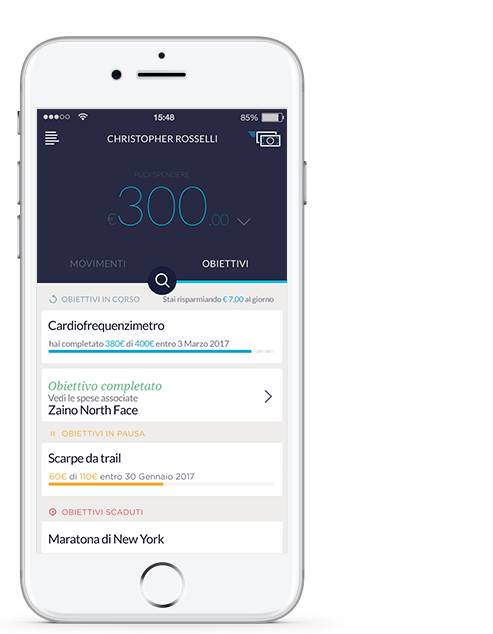 15:48
85%
CHRISTOPHER ROSSELLI
PUOI SPENDERE
€300,00
MOVIMENTI
OBIETTIVI
OBIETTIVI IN CORSO
Stai risparmiando € 7,00 al giorno
Cardiofrequenzimetro
hai completato 380€ di 400€ entro 3 Marzo 2017
Obiettivo completato
Vedi le spese associate
Zaino North Face
OBIETTIVI IN PAUSA
Scarpe da trail
60€ di 110€ entro 30 Gennaio 2017
OBIETTIVI SCADUTI
Maratona di New York